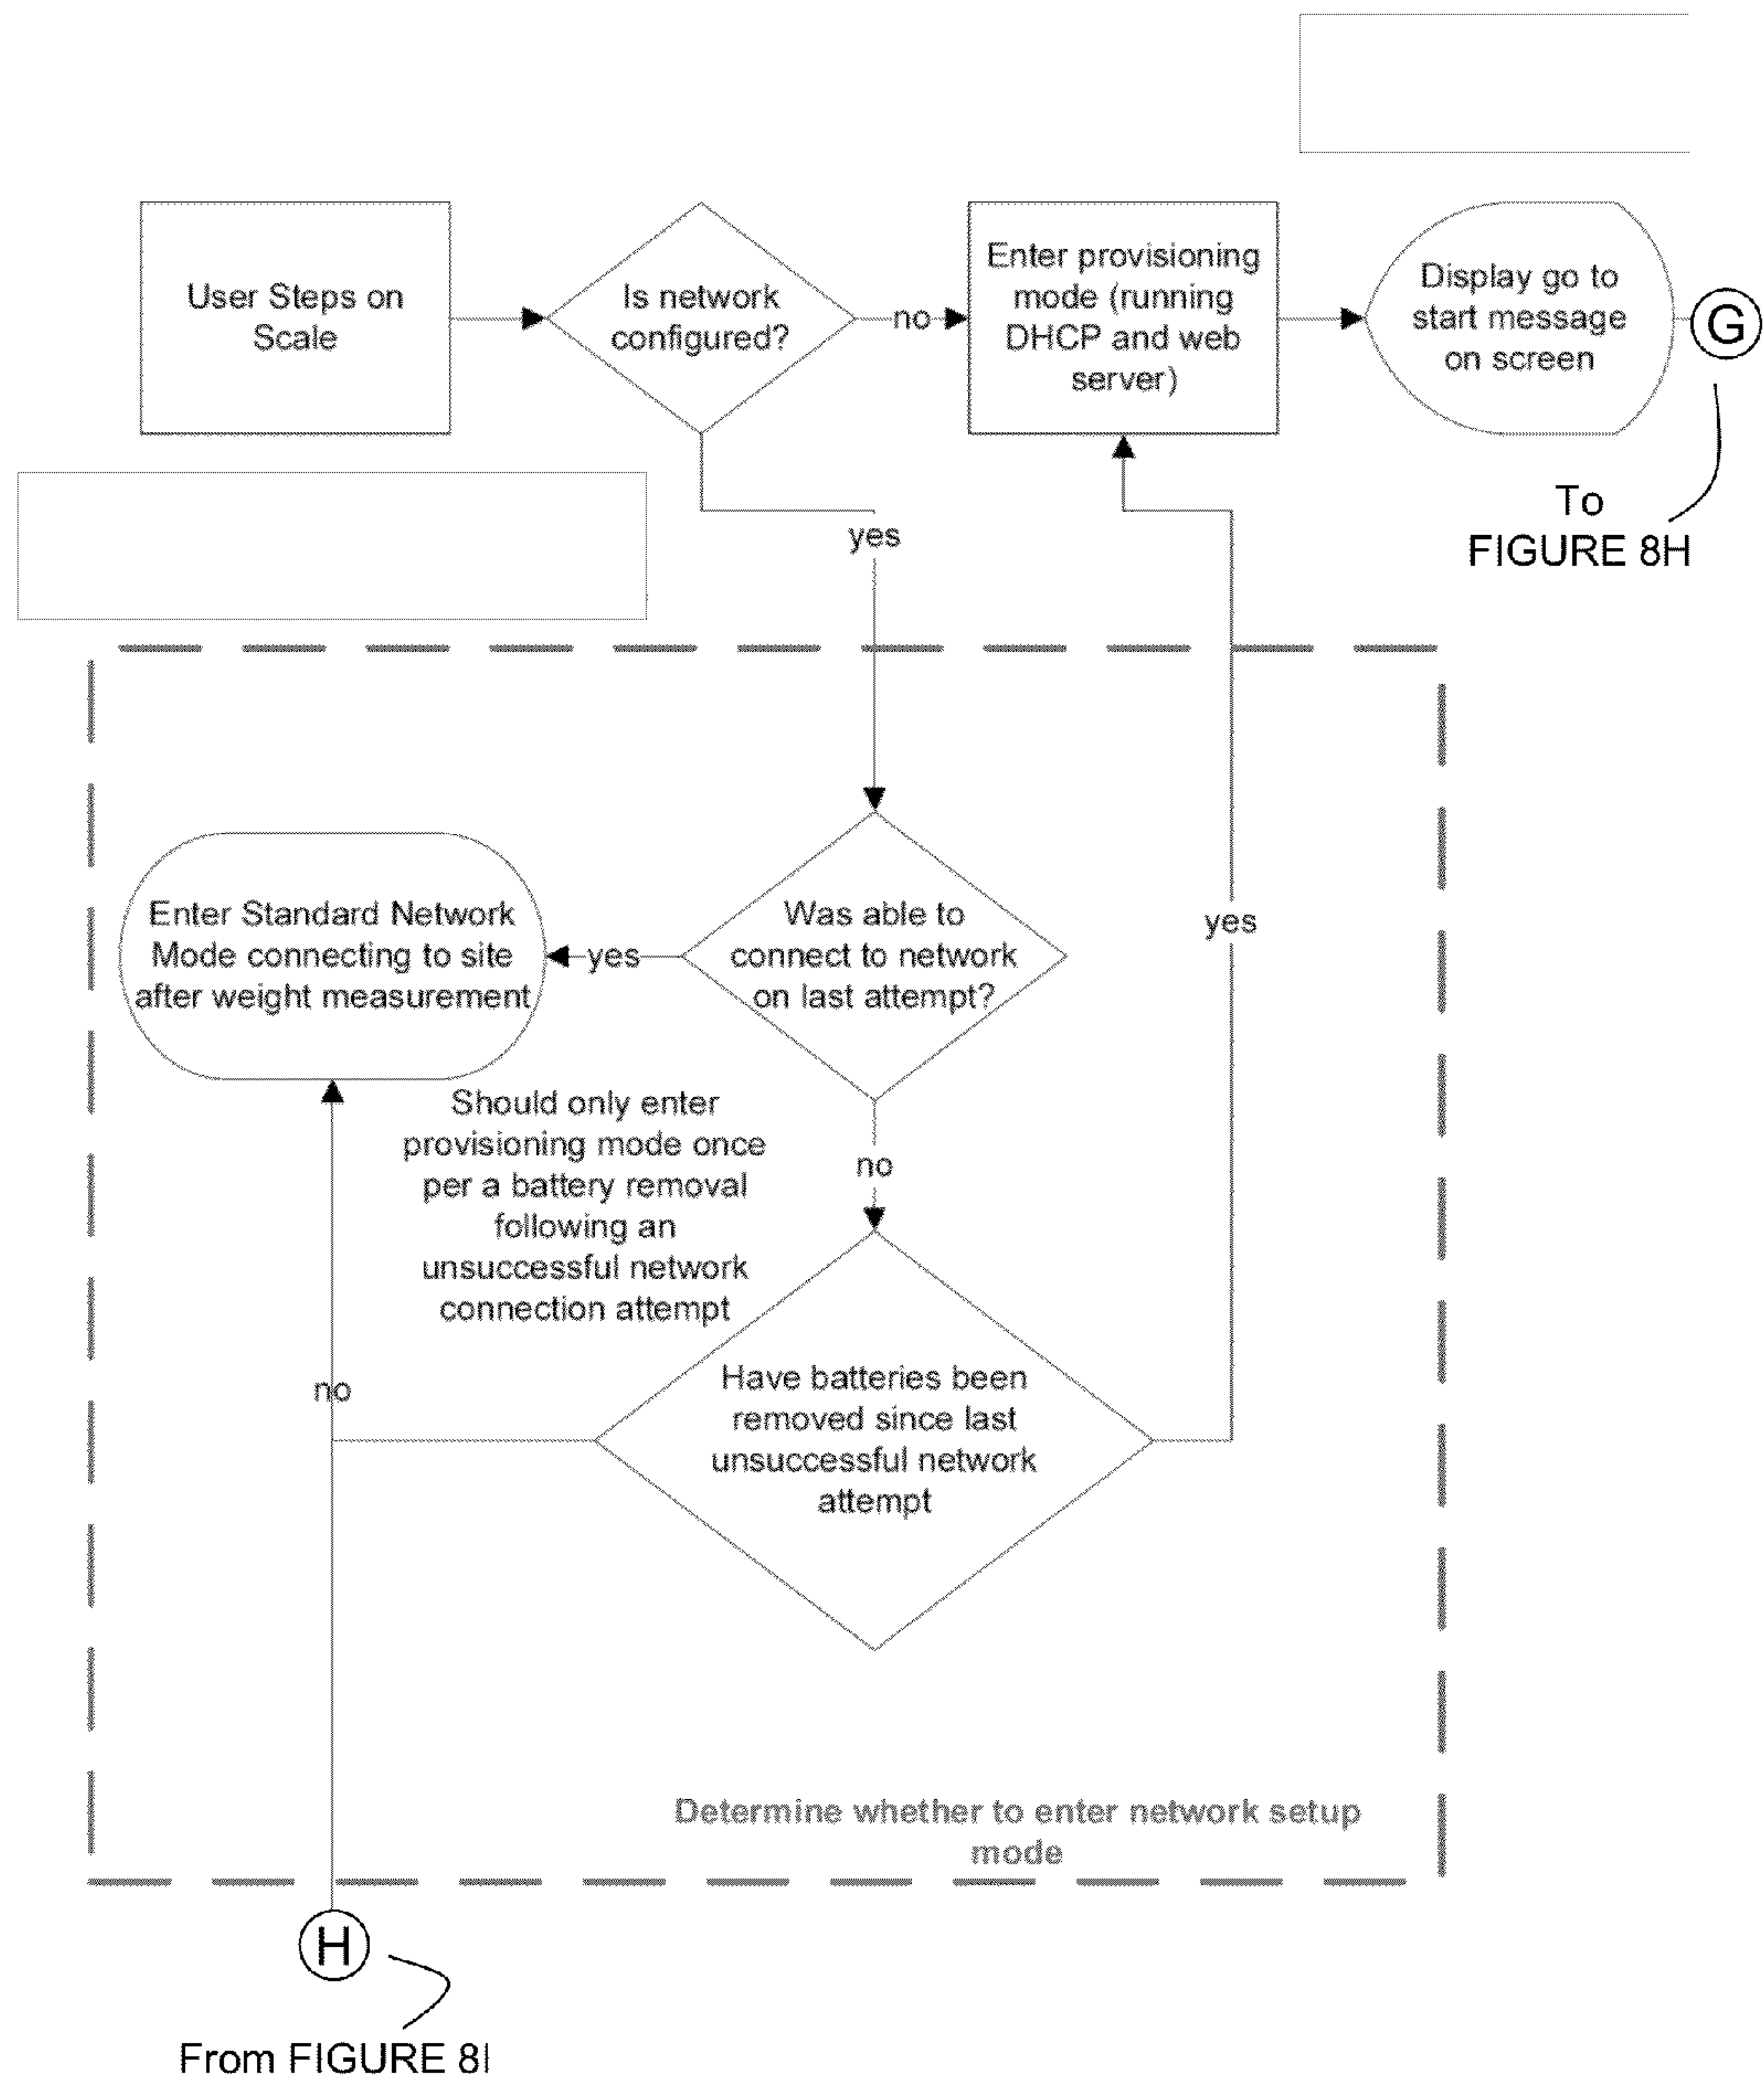 User Steps on
Scale
Is network
configured?
no
Enter provisioning
mode (running
DHCP and web
server)
Display go to
start message
on screen
G
To
FIGURE 8H
yes
Enter Standard Network
Mode connecting to site
after weight measurement
yes
Was able to
connect to network
on last attempt?
yes
Should only enter
provisioning mode once
per a battery removal
following an
unsuccessful network
connection attempt
no
no
Have batteries been
removed since last
unsuccessful network
attempt
Determine whether to enter network setup
mode
H
From FIGURE 8I